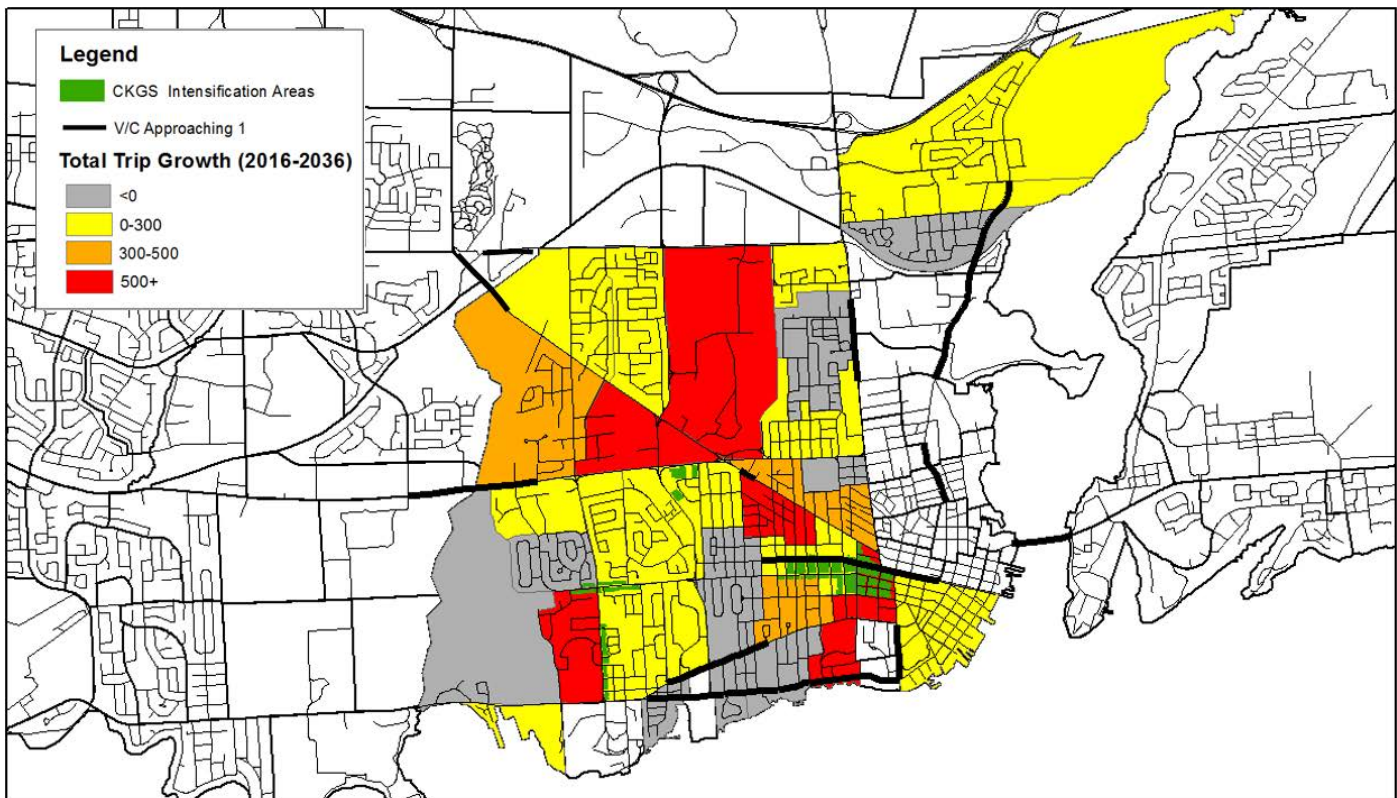 Legend
CKGS Intensification Areas
V/C Approaching 1
Total Trip Growth (2016-2036)
<0
0-300
300-500
500+